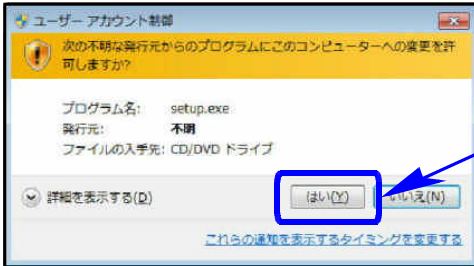 ユーザー アカウント制御
次の不明な発行元からのプログラムにこのコンピューターへの変更を許
可しますか?
プログラム名: setup.exe
発行元: 不明
ファイルの入手先: CD/DVD ドライブ
詳細を表示する(D)
はい(Y)
いいえ(N)
これらの通知を表示するタイミングを変更する